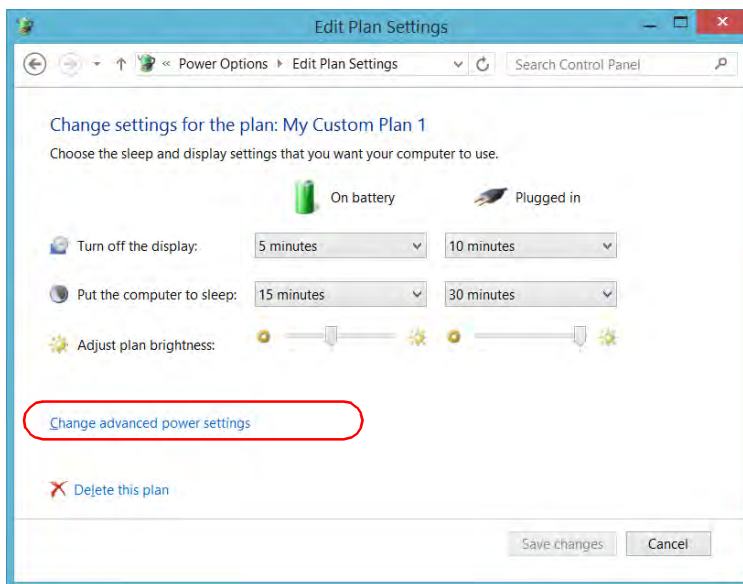 Edit Plan Settings
« Power Options Edit Plan Settings Search Control Panel
Change settings for the plan: My Custom Plan 1
Choose the sleep and display settings that you want your computer to use.
On battery Plugged in
Turn off the display: 5 minutes 10 minutes
Put the computer to sleep: 15 minutes 30 minutes
Adjust plan brightness:
Change advanced power settings
Delete this plan
Save changes Cancel